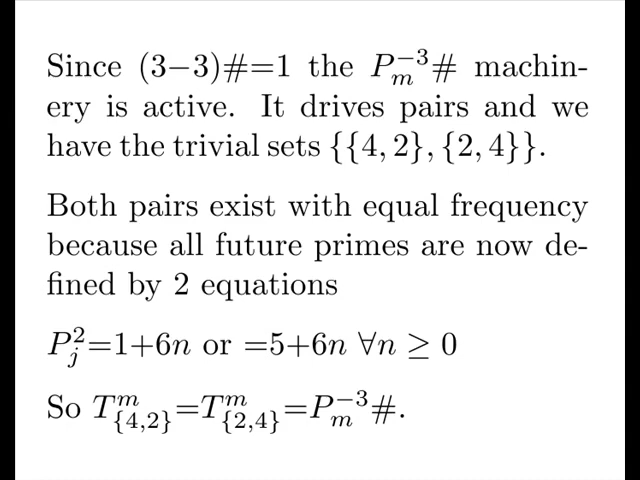 Since (3−3)#=1 the $P_m^{-3}$# machin-
ery is active. It drives pairs and we
have the trivial sets {{4, 2}, {2, 4}}.
Both pairs exist with equal frequency
because all future primes are now de-
fined by 2 equations
$P_j^2$=1+6n or =5+6n ∀n ≥ 0
So $T_{\{4,2\}}^m$=$T_{\{2,4\}}^m$=$P_m^{-3}$#.